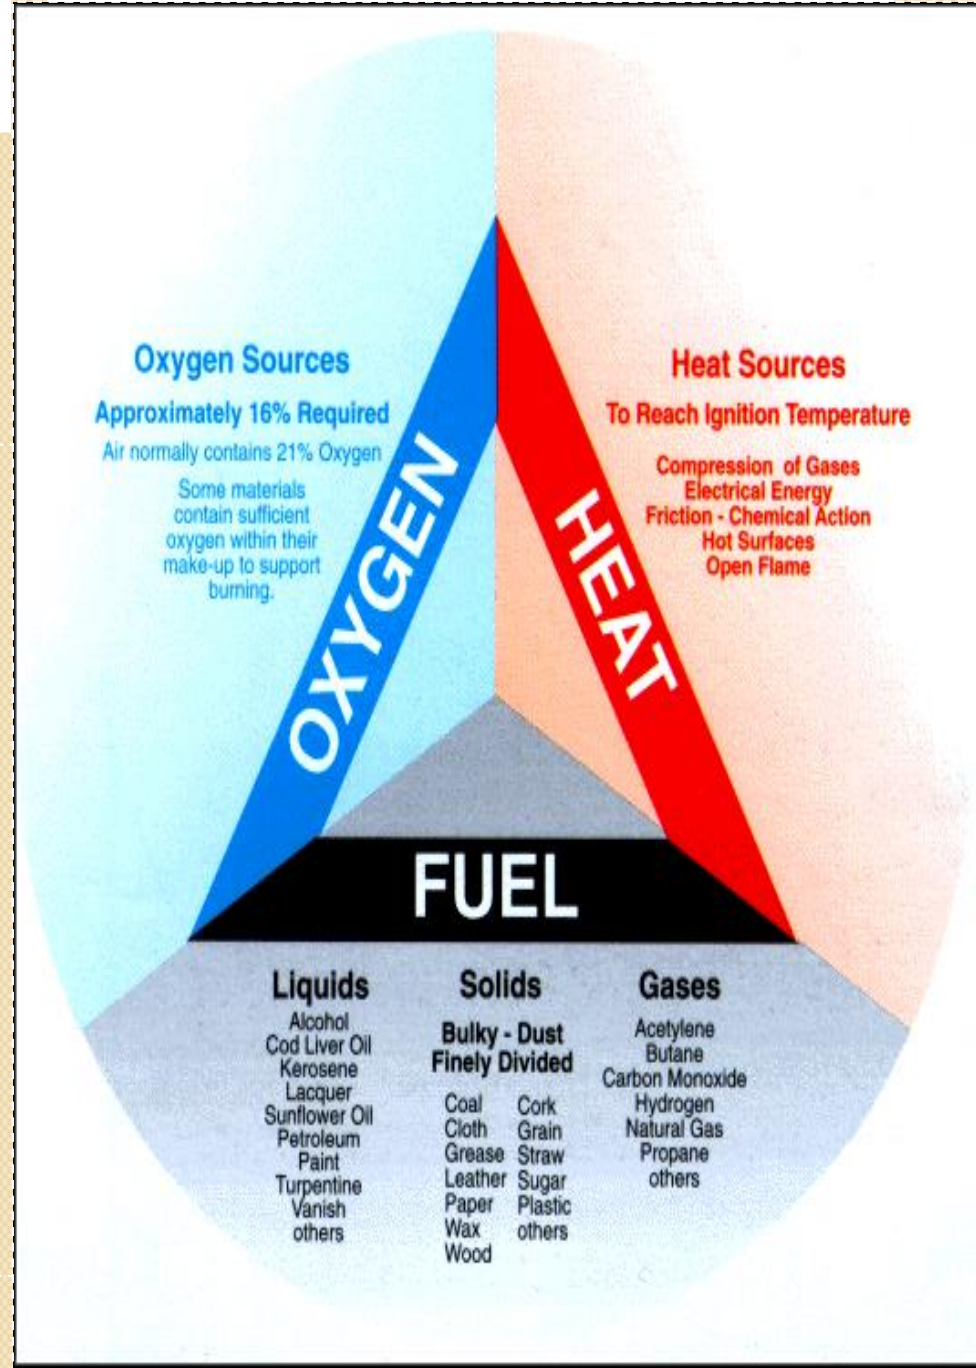 Oxygen Sources
Approximately 16% Required
Air normally contains 21% Oxygen
Some materials
contain sufficient
oxygen within their
make-up to support
burning.
OXYGEN
Heat Sources
To Reach Ignition Temperature
Compression of Gases
Electrical Energy
Friction - Chemical Action
Hot Surfaces
Open Flame
HEAT
FUEL
Liquids
Alcohol
Cod Liver Oil
Kerosene
Lacquer
Sunflower Oil
Petroleum
Paint
Turpentine
Vanish
others
Solids
Bulky - Dust
Finely Divided
Coal
Cloth
Grease
Leather
Paper
Wax
Wood
Cork
Grain
Straw
Sugar
Plastic
others
Gases
Acetylene
Butane
Carbon Monoxide
Hydrogen
Natural Gas
Propane
others